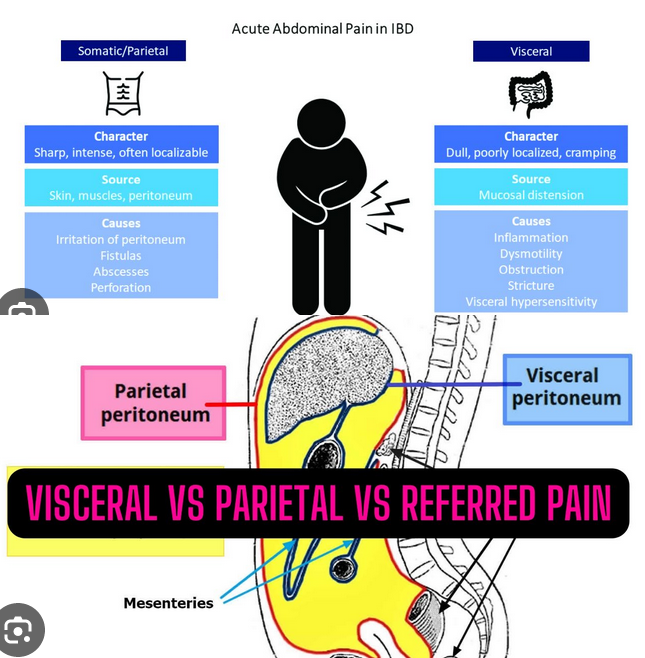 Acute Abdominal Pain in IBD
Somatic/Parietal
Character
Sharp, intense, often localizable
Source
Skin, muscles, peritoneum
Causes
Irritation of peritoneum
Fistulas
Abscesses
Perforation
Visceral
Character
Dull, poorly localized, cramping
Source
Mucosal distension
Causes
Inflammation
Dysmotility
Obstruction
Stricture
Visceral hypersensitivity
Parietal
peritoneum
Visceral
peritoneum
VISCERAL VS PARIETAL VS REFERRED PAIN
Mesenteries